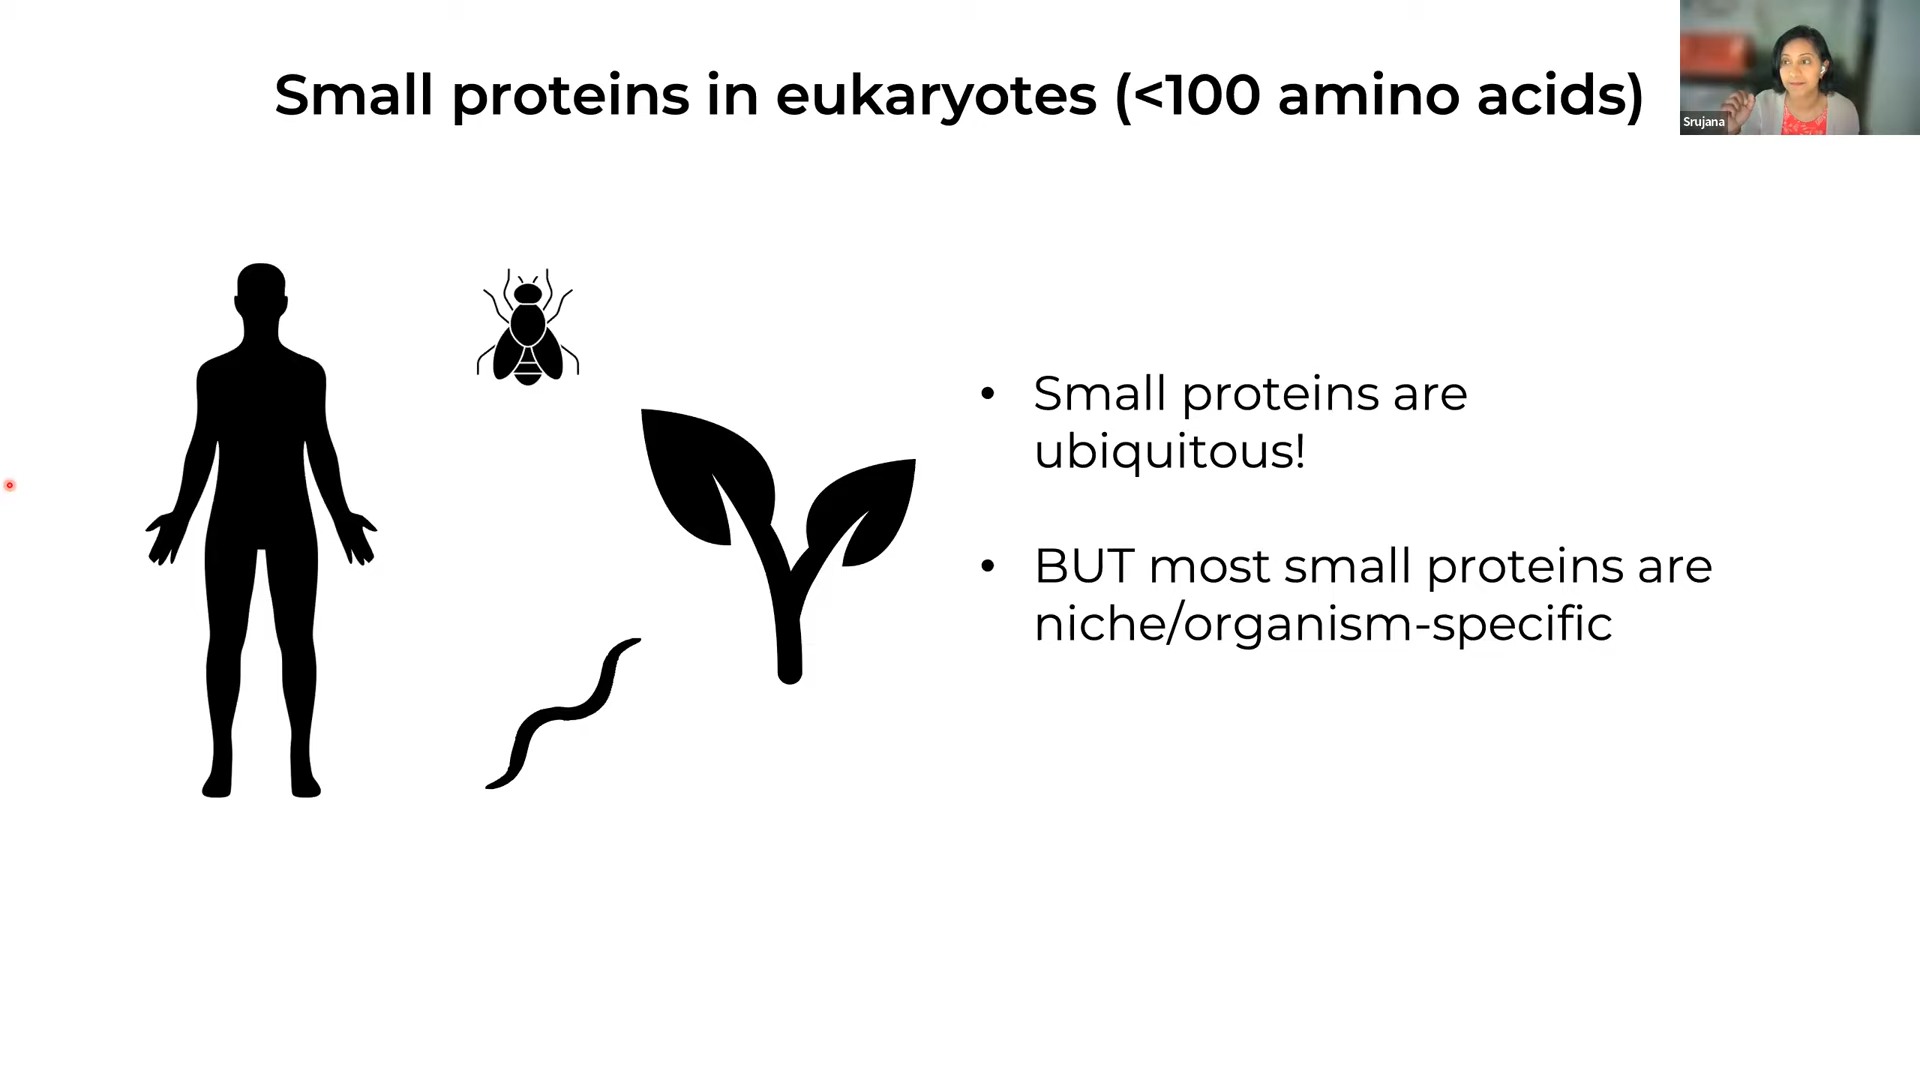 Small proteins in eukaryotes (<100 amino acids)
Srujana
• Small proteins are
ubiquitous!
• BUT most small proteins are
niche/organism-specific